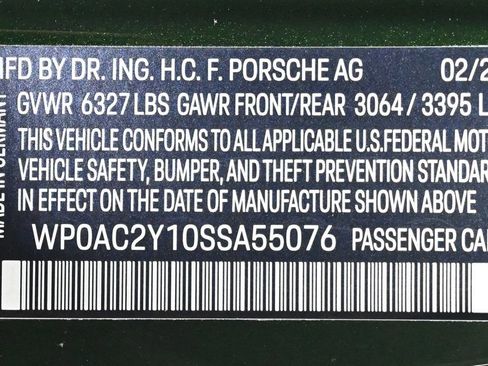 MFD BY DR. ING. H.C. F. PORSCHE AG 02/2
GVWR 6327 LBS GAWR FRONT/REAR 3064 / 3395 L
THIS VEHICLE CONFORMS TO ALL APPLICABLE U.S.FEDERAL MOT
VEHICLE SAFETY, BUMPER, AND THEFT PREVENTION STANDAR
IN EFFECT ON THE DATE OF MANUFACTURE SHOWN ABOVE
WP0AC2Y10SSA55076 PASSENGER CA
MADE IN GERMANY